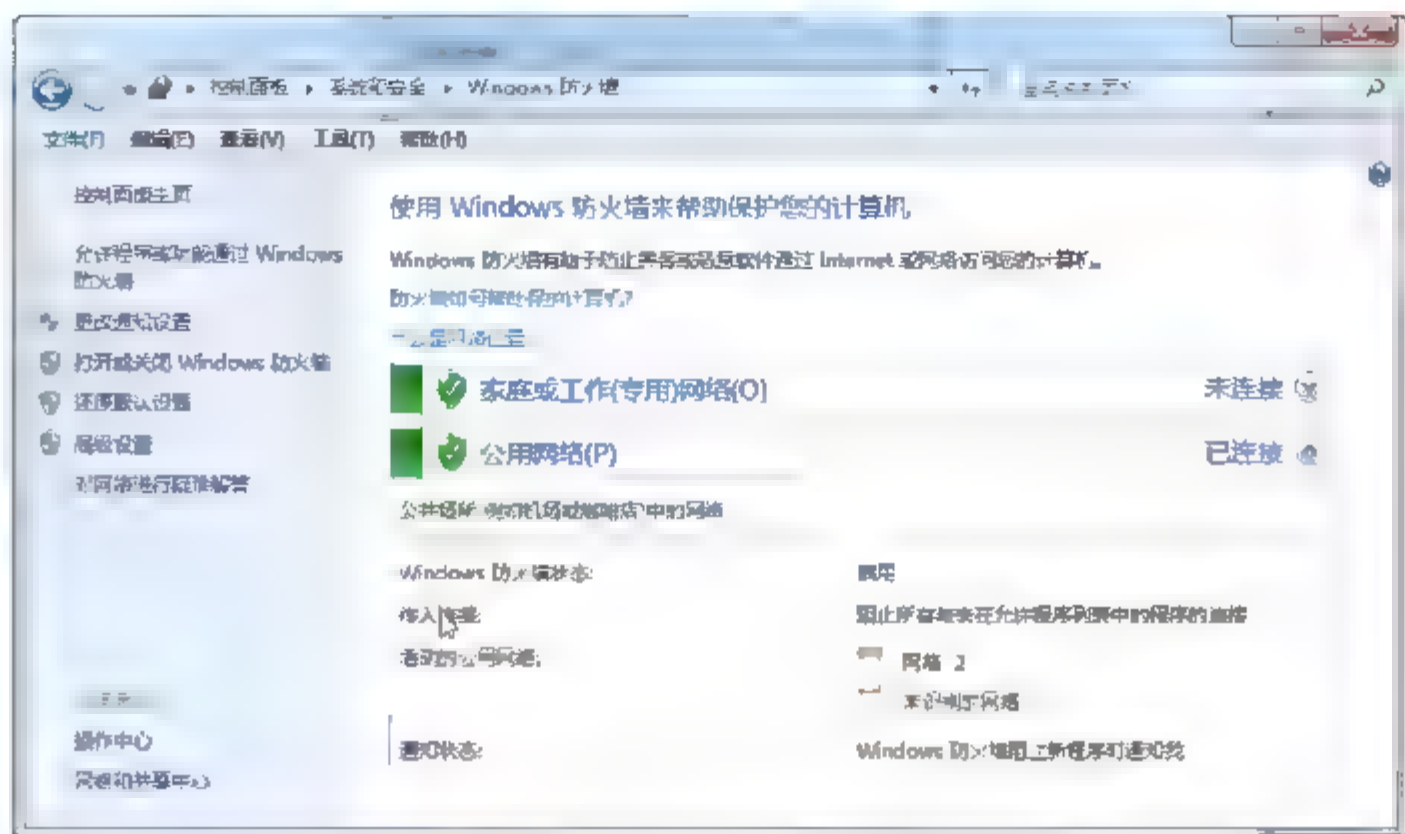 控制面板 ▸ 系统和安全 ▸ Windows 防火墙
文件(F) 编辑(E) 查看(V) 工具(T) 帮助(H)
控制面板主页
允许程序或功能通过 Windows
防火墙
更改通知设置
打开或关闭 Windows 防火墙
还原默认设置
高级设置
对网络进行疑难解答
操作中心
网络和共享中心
使用 Windows 防火墙来帮助保护您的计算机
Windows 防火墙有助于防止黑客或恶意软件通过 Internet 或网络访问您的计算机。
防火墙如何帮助保护计算机?
什么是网络位置
家庭或工作(专用)网络(O) 未连接
公用网络(P) 已连接
公共场所 例如机场或咖啡店 中的网络
Windows 防火墙状态: 启用
传入连接: 阻止所有与未在允许程序列表中的程序的连接
活动的公用网络: 网络 2
未识别的网络
通知状态: Windows 防火墙阻止新程序时通知我